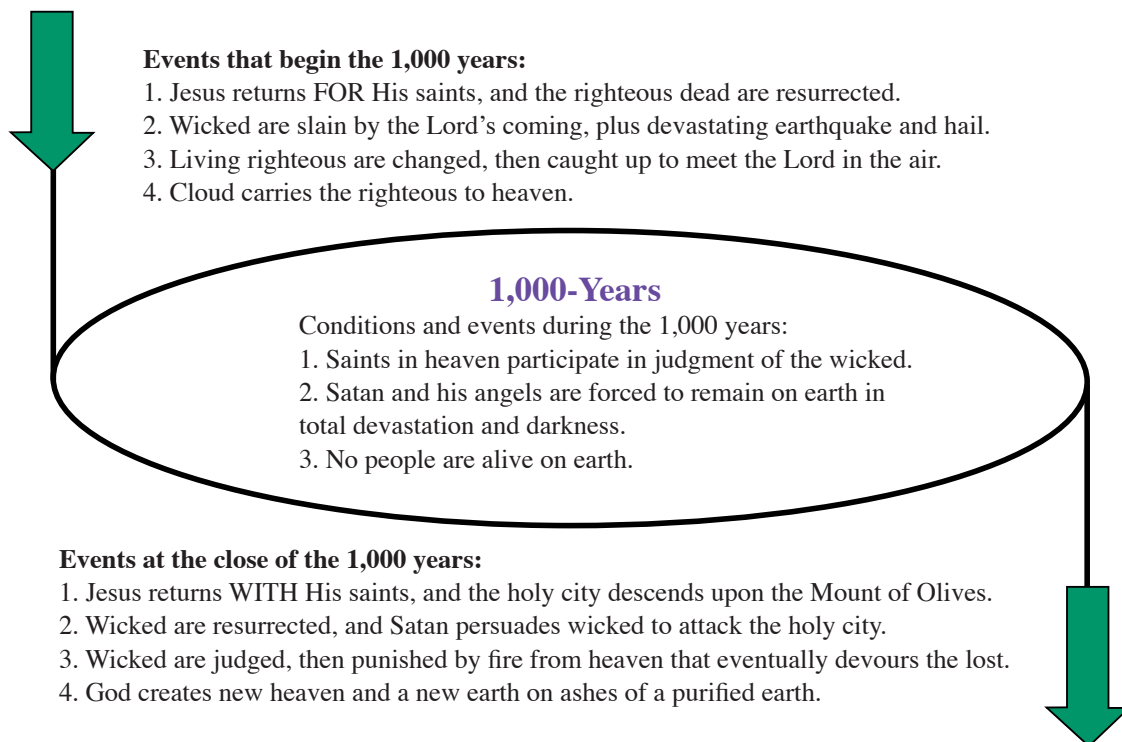 Events that begin the 1,000 years:
1. Jesus returns FOR His saints, and the righteous dead are resurrected.
2. Wicked are slain by the Lord’s coming, plus devastating earthquake and hail.
3. Living righteous are changed, then caught up to meet the Lord in the air.
4. Cloud carries the righteous to heaven.
1,000-Years
Conditions and events during the 1,000 years:
1. Saints in heaven participate in judgment of the wicked.
2. Satan and his angels are forced to remain on earth in
total devastation and darkness.
3. No people are alive on earth.
Events at the close of the 1,000 years:
1. Jesus returns WITH His saints, and the holy city descends upon the Mount of Olives.
2. Wicked are resurrected, and Satan persuades wicked to attack the holy city.
3. Wicked are judged, then punished by fire from heaven that eventually devours the lost.
4. God creates new heaven and a new earth on ashes of a purified earth.